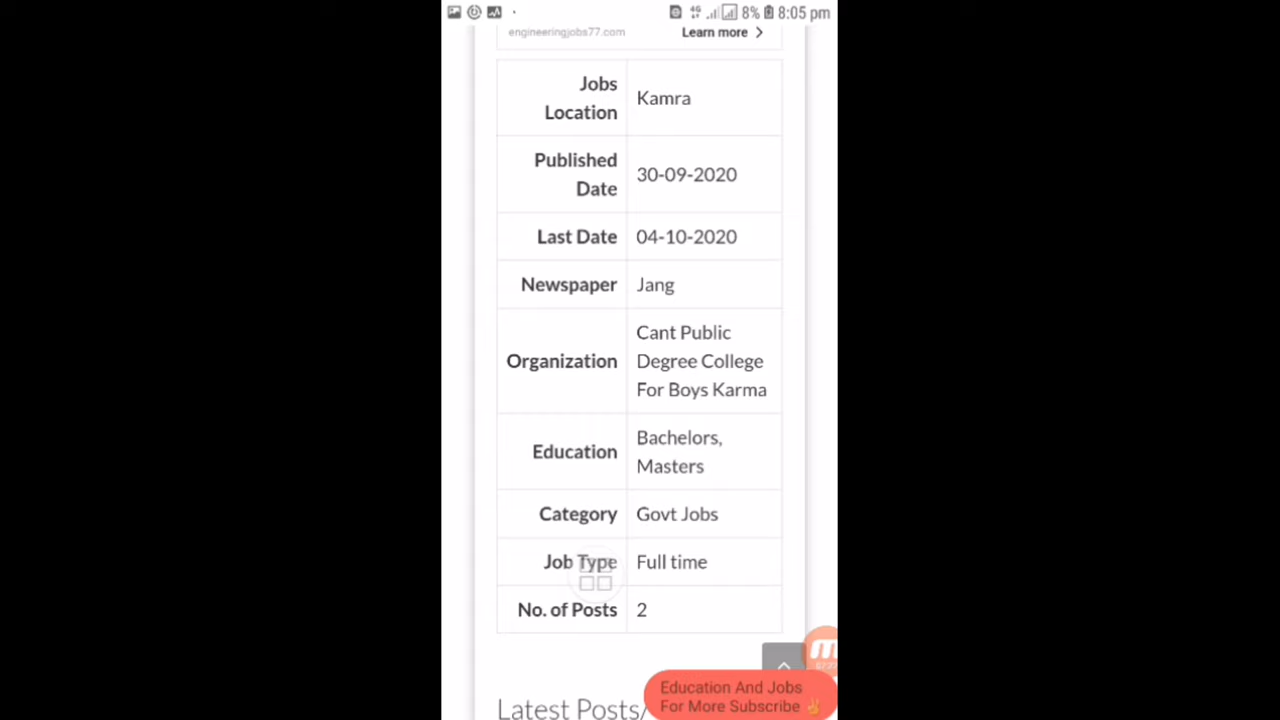 8% 8:05 pm
engineeringjobs77.com Learn more
Jobs Location Kamra
Published Date 30-09-2020
Last Date 04-10-2020
Newspaper Jang
Organization Cant Public Degree College For Boys Karma
Education Bachelors, Masters
Category Govt Jobs
Job Type Full time
No. of Posts 2
Latest Posts/
Education And Jobs
For More Subscribe ✌